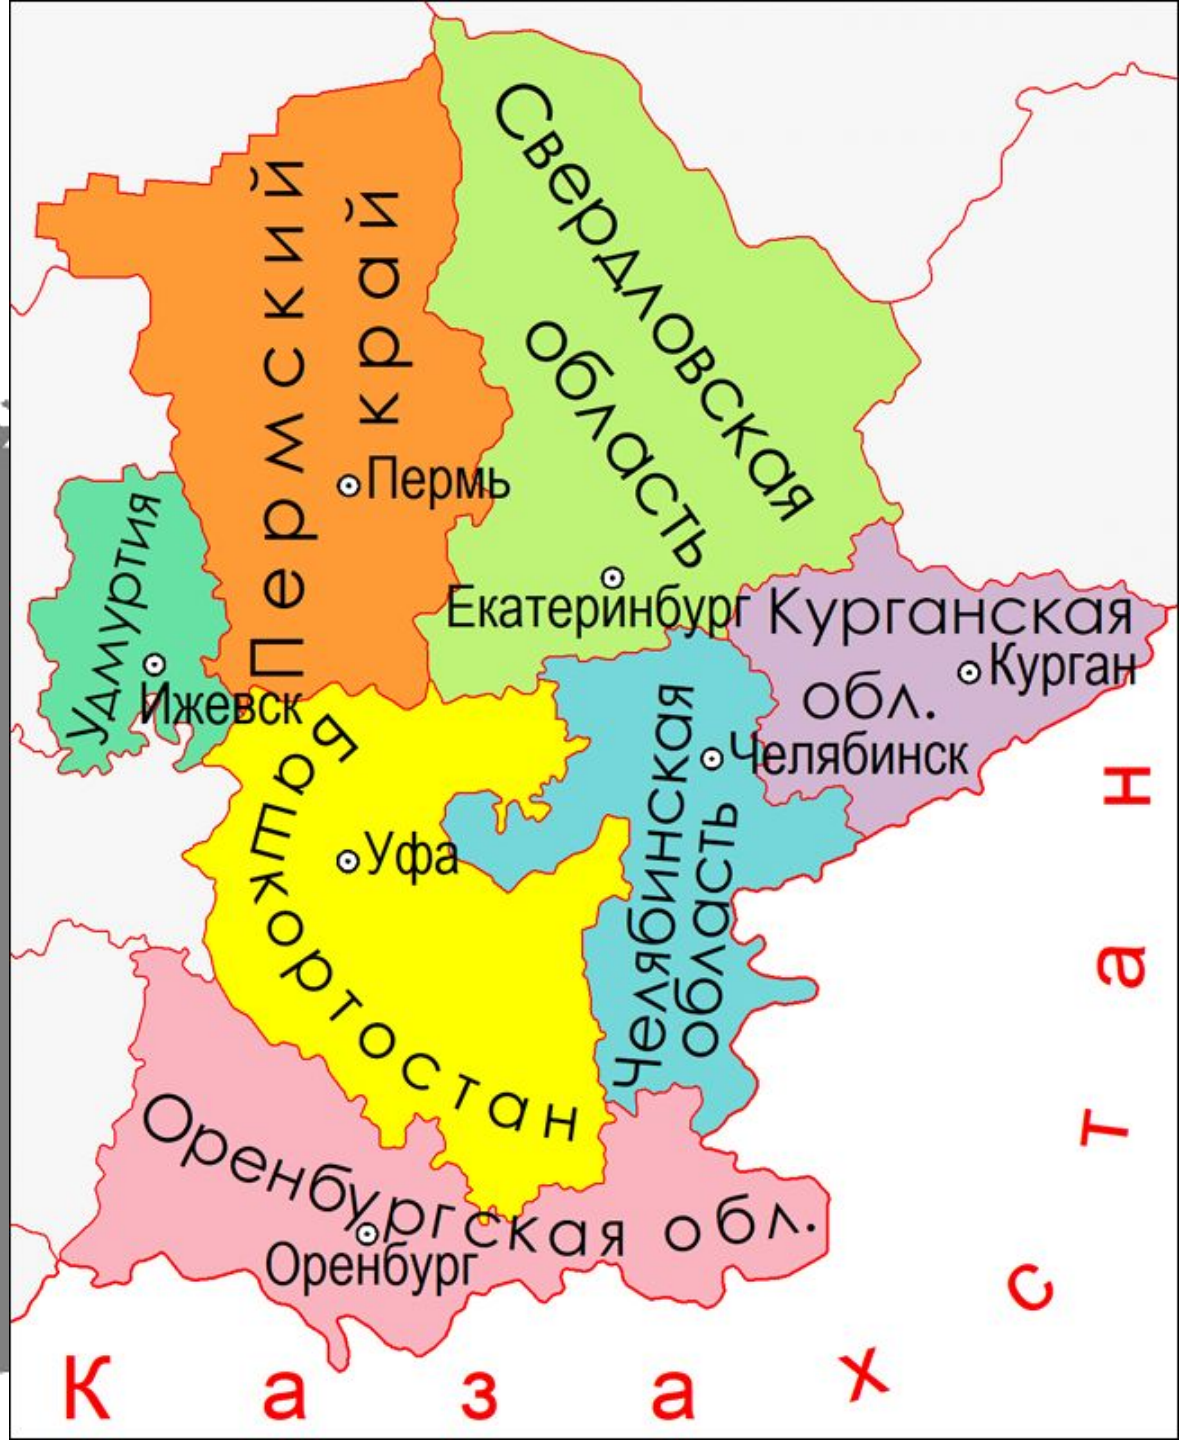 Пермский
край
Свердловская
область
Пермь
Удмуртия
Ижевск
Екатеринбург
Курганская
обл.
Курган
Челябинская
область
Челябинск
Башкортостан
Уфа
Оренбургская обл.
Оренбург
Казахстан